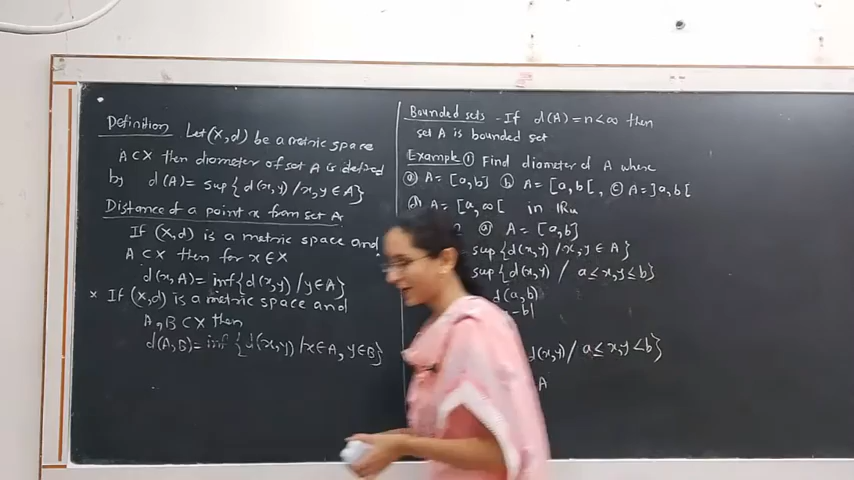 Definition Let (X,d) be a metric space
A⊂X then diameter of set A is defined
by d(A) = sup{d(x,y) / x,y ∈ A}
Distance of a point x from set A
If (X,d) is a metric space and
A⊂X then for x∈X
d(x,A) = inf{d(x,y) / y∈A}
× If (X,d) is a metric space and
A,B⊂X then
d(A,B) = inf {d(x,y) / x∈A, y∈B}
Bounded sets - If d(A) = n < ∞ then
set A is bounded set
Example ① Find diameter of A where
ⓐ A = [a,b] ⓑ A = [a,b[, ⓒ A = ]a,b[
ⓓ A = [a,∞[ in IRu
ⓐ A = [a,b]
sup{d(x,y) / x,y ∈ A}
sup{d(x,y) / a≤x,y≤b}
d(a,b)
-b|
d(x,y) / a≤x,y<b}
A